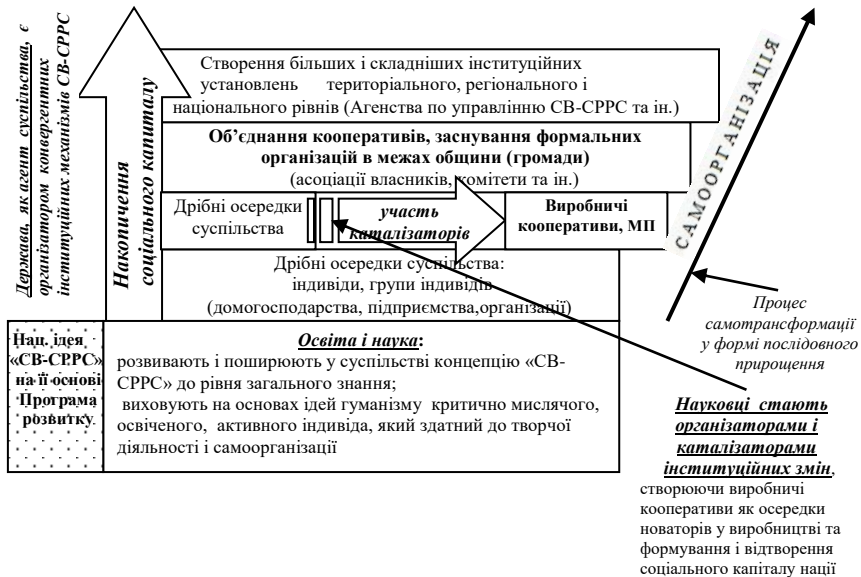 Держава, як агент суспільства, є
організатором конвергентних
інституційних механізмів СВ-СРРС
Накопичення
соціального капиталу
Створення більших і складніших інституційних
установлень територіального, регіонального і
національного рівнів (Агенства по управлінню СВ-СРРС та ін.)
Об’єднання кооперативів, заснування формальних
організацій в межах общини (громади)
(асоціації власників, комітети та ін.)
Дрібні осередки
суспільства
участь
каталізаторів
Виробничі
кооперативи, МП
Дрібні осередки суспільства:
індивіди, групи індивідів
(домогосподарства, підприємства,організації)
Нац. ідея
«СВ-СРРС»
на її основі
Програма
розвитку
Освіта і наука:
розвивають і поширюють у суспільстві концепцію «СВ-
СРРС» до рівня загального знання;
виховують на основах ідей гуманізму критично мислячого,
освіченого, активного індивіда, який здатний до творчої
діяльності і самоорганізації
САМООРГАНІЗАЦІЯ
Процес
самотрансформації
у формі послідовного
прирощення
Науковці стають
організаторами і
каталізаторами
інституційних змін,
створюючи виробничі
кооперативи як осередки
новаторів у виробництві та
формування і відтворення
соціального капіталу нації